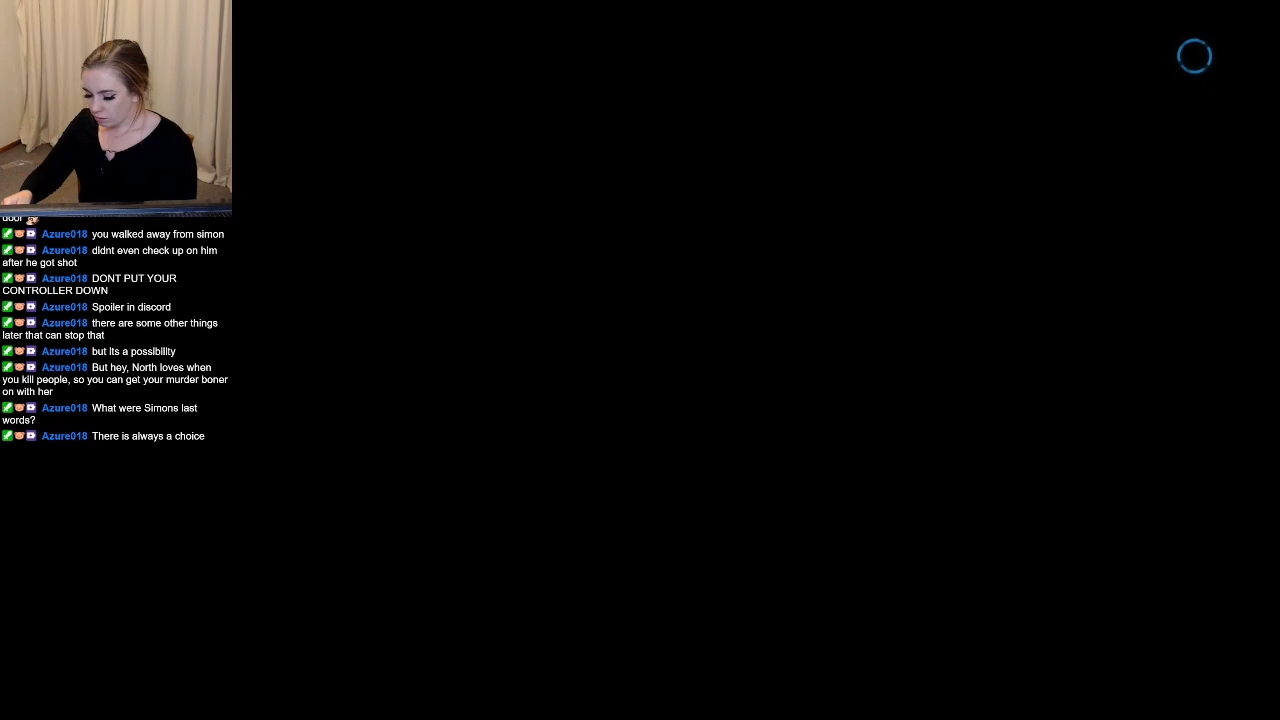 door
Azure018 you walked away from simon
Azure018 didnt even check up on him
after he got shot
Azure018 DONT PUT YOUR
CONTROLLER DOWN
Azure018 Spoiler in discord
Azure018 there are some other things
later that can stop that
Azure018 but its a possibility
Azure018 But hey, North loves when
you kill people, so you can get your murder boner
on with her
Azure018 What were Simons last
words?
Azure018 There is always a choice